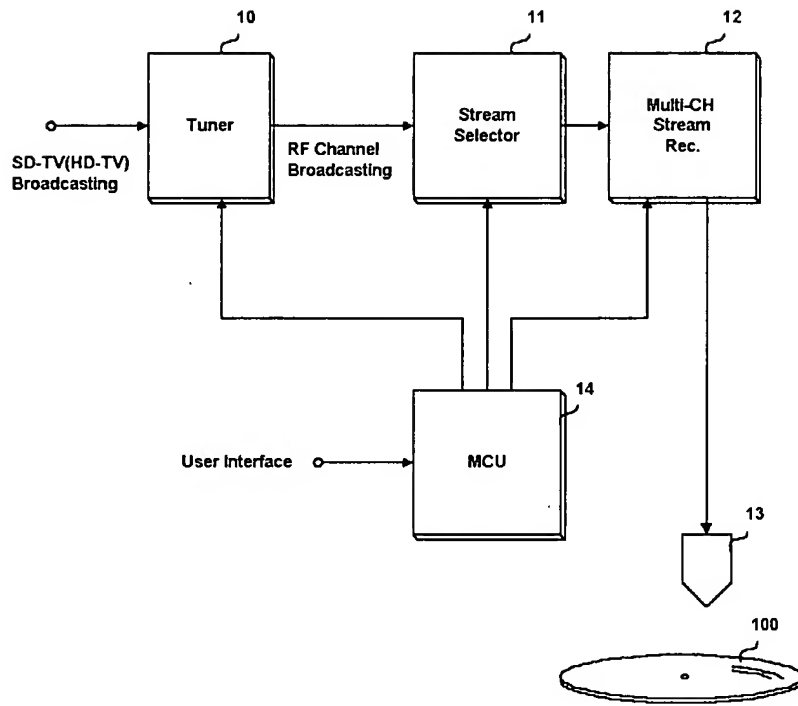 10
11
12
Tuner
Stream
Selector
Multi-CH
Stream
Rec.
SD-TV(HD-TV)
Broadcasting
RF Channel
Broadcasting
14
User Interface
MCU
13
100